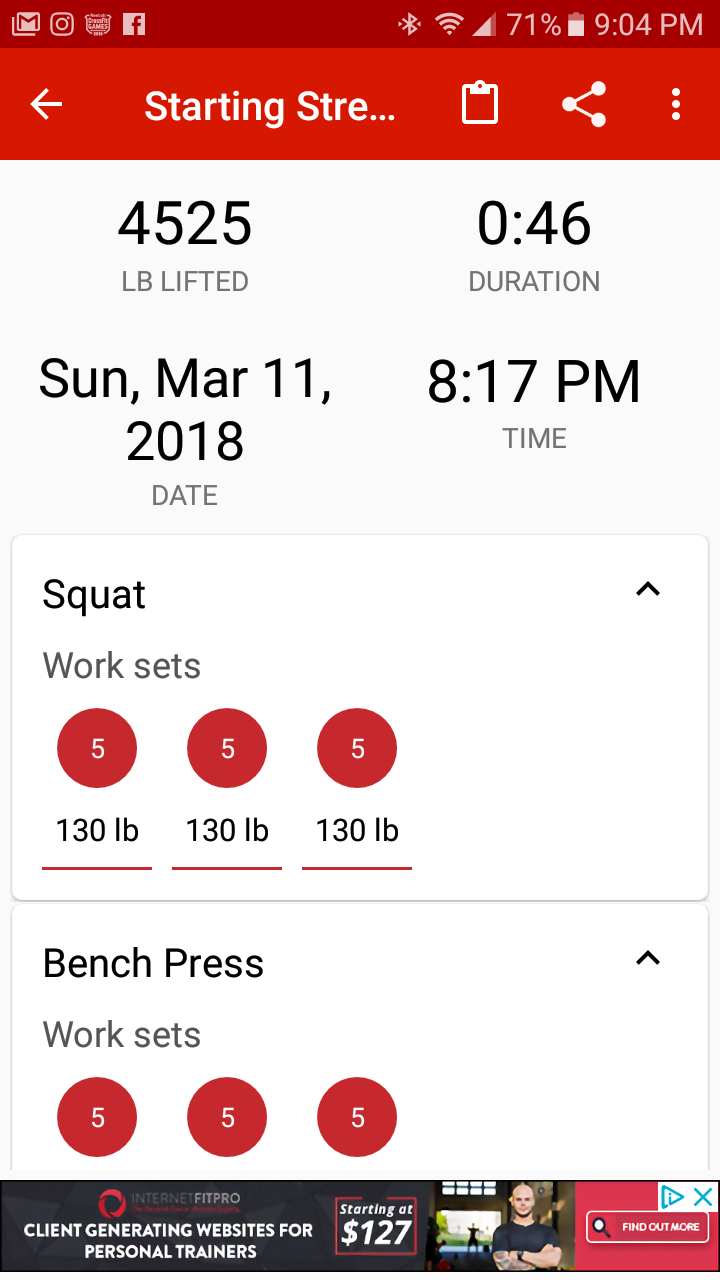 71% 9:04 PM
Starting Stre...
4525 0:46
LB LIFTED DURATION
Sun, Mar 11, 8:17 PM
2018 TIME
DATE
Squat
Work sets
5 5 5
130 lb 130 lb 130 lb
Bench Press
Work sets
5 5 5
INTERNETFITPRO
CLIENT GENERATING WEBSITES FOR
PERSONAL TRAINERS
Starting at
$127
FIND OUT MORE